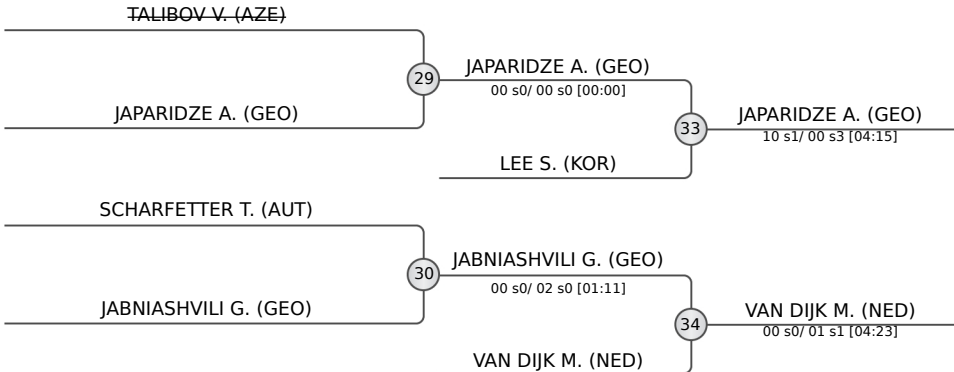 TALIBOV V. (AZE)
29
JAPARIDZE A. (GEO)
00 s0/ 00 s0 [00:00]
JAPARIDZE A. (GEO)
33
JAPARIDZE A. (GEO)
10 s1/ 00 s3 [04:15]
LEE S. (KOR)
SCHARFETTER T. (AUT)
30
JABNIASHVILI G. (GEO)
00 s0/ 02 s0 [01:11]
JABNIASHVILI G. (GEO)
34
VAN DIJK M. (NED)
00 s0/ 01 s1 [04:23]
VAN DIJK M. (NED)